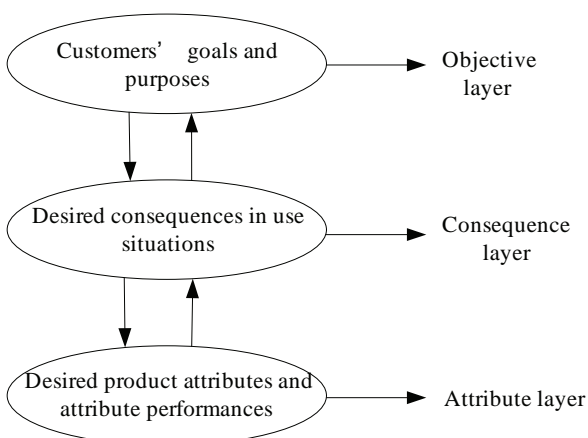 Customers' goals and
purposes
Objective
layer
Desired consequences in use
situations
Consequence
layer
Desired product attributes and
attribute performances
Attribute layer